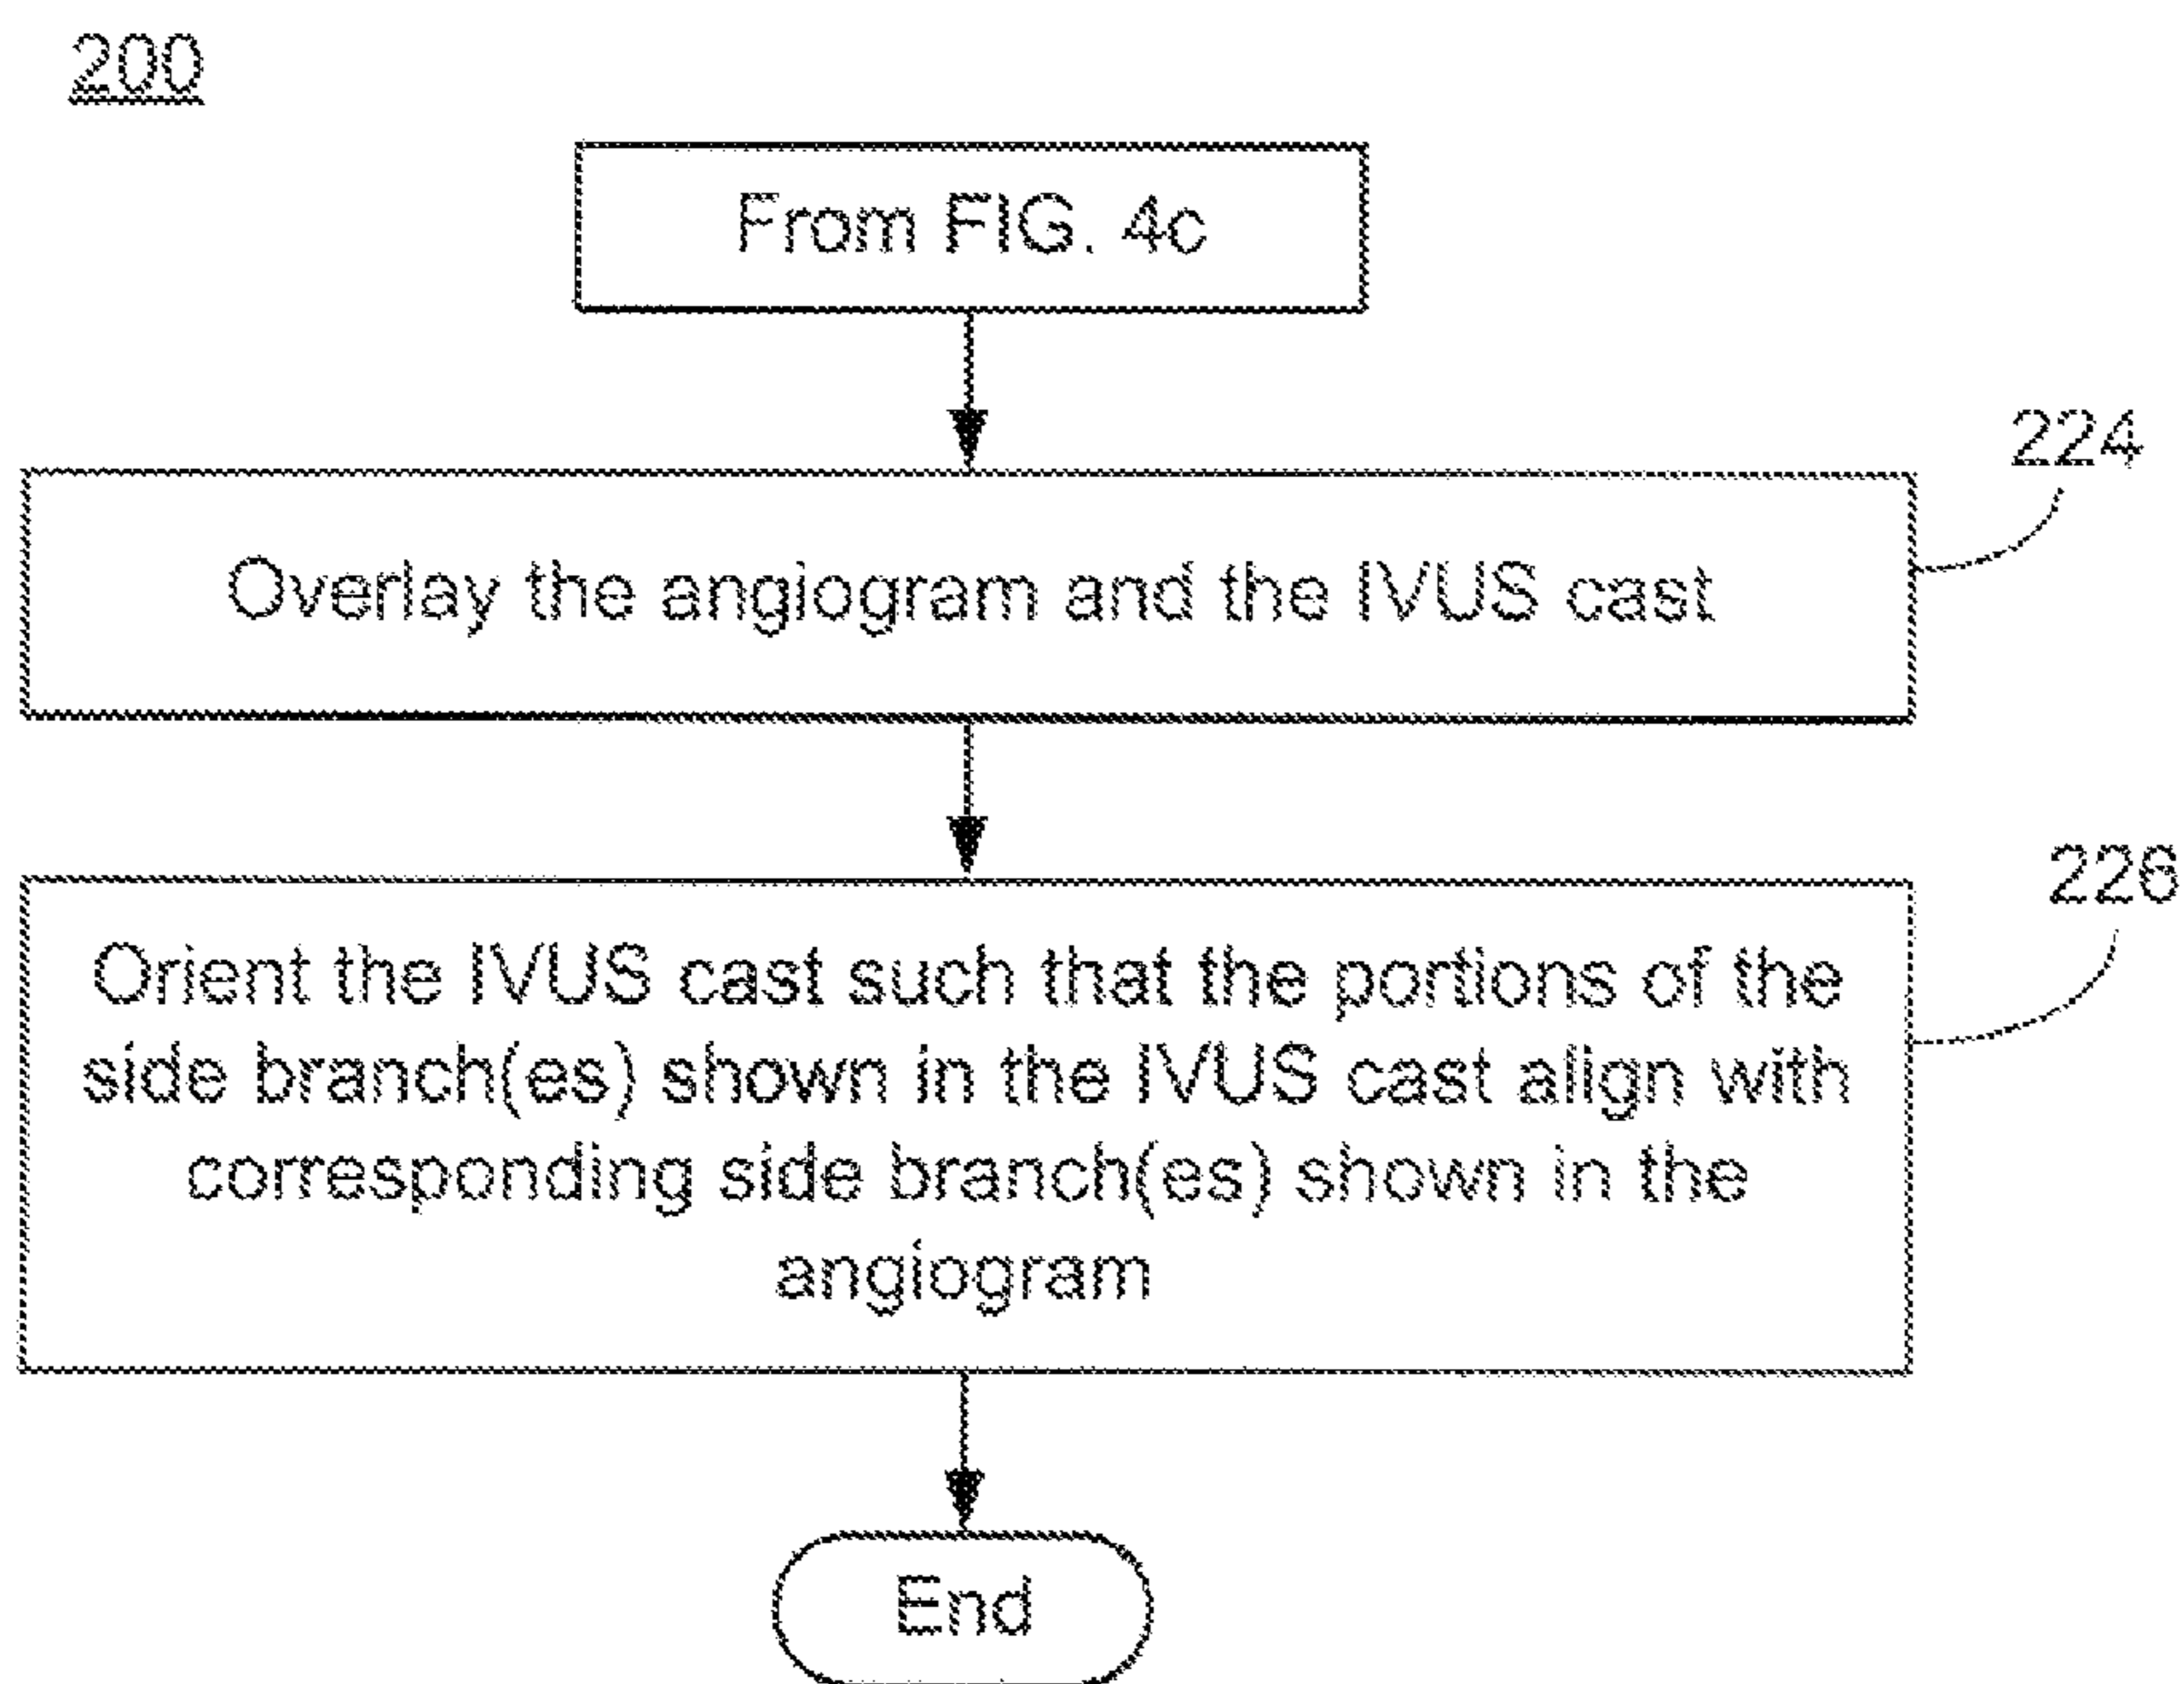 200
From FIG. 4c
224
Overlay the angiogram and the IVUS cast
226
Orient the IVUS cast such that the portions of the
side branch(es) shown in the IVUS cast align with
corresponding side branch(es) shown in the
angiogram
End